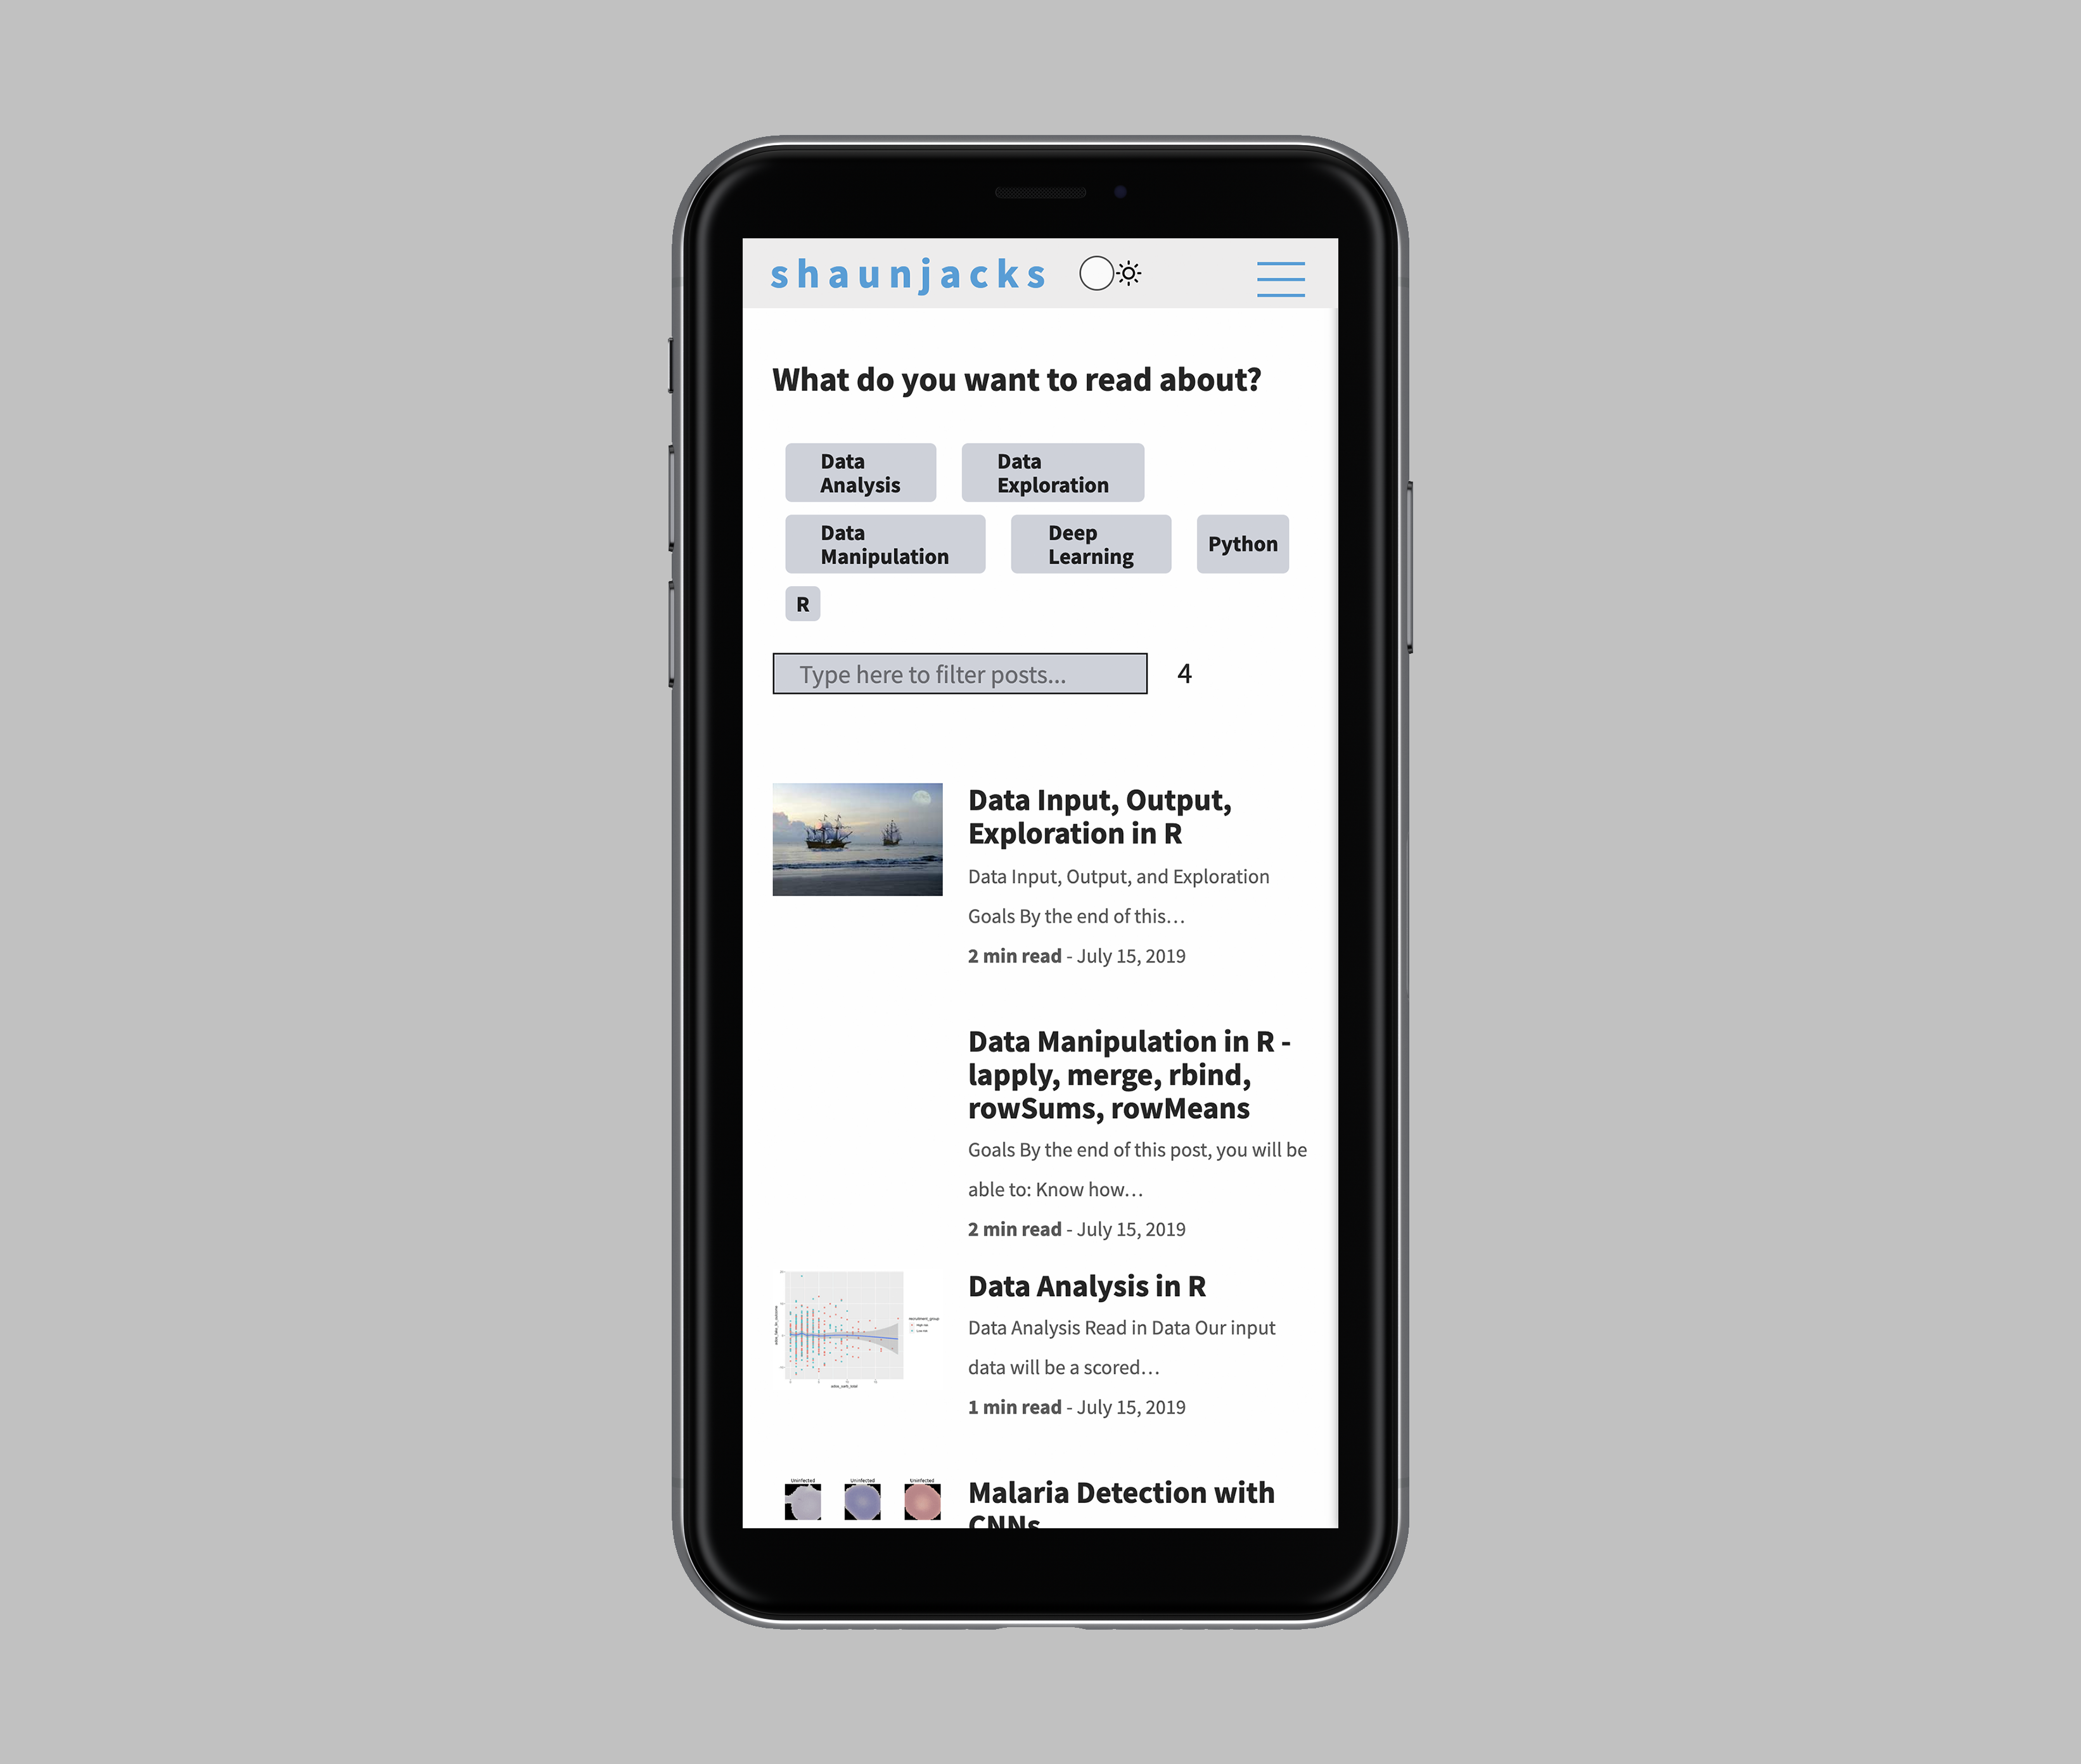 shaunjacks
What do you want to read about?
Data
Analysis
Data
Exploration
Data
Manipulation
Deep
Learning
Python
R
Type here to filter posts...
4
Data Input, Output,
Exploration in R
Data Input, Output, and Exploration
Goals By the end of this…
2 min read - July 15, 2019
Data Manipulation in R -
lapply, merge, rbind,
rowSums, rowMeans
Goals By the end of this post, you will be
able to: Know how…
2 min read - July 15, 2019
recruitment_group
Data Analysis in R
Data Analysis Read in Data Our input
data will be a scored…
1 min read - July 15, 2019
Uninfected
Uninfected
Uninfected
Malaria Detection with
CNNs